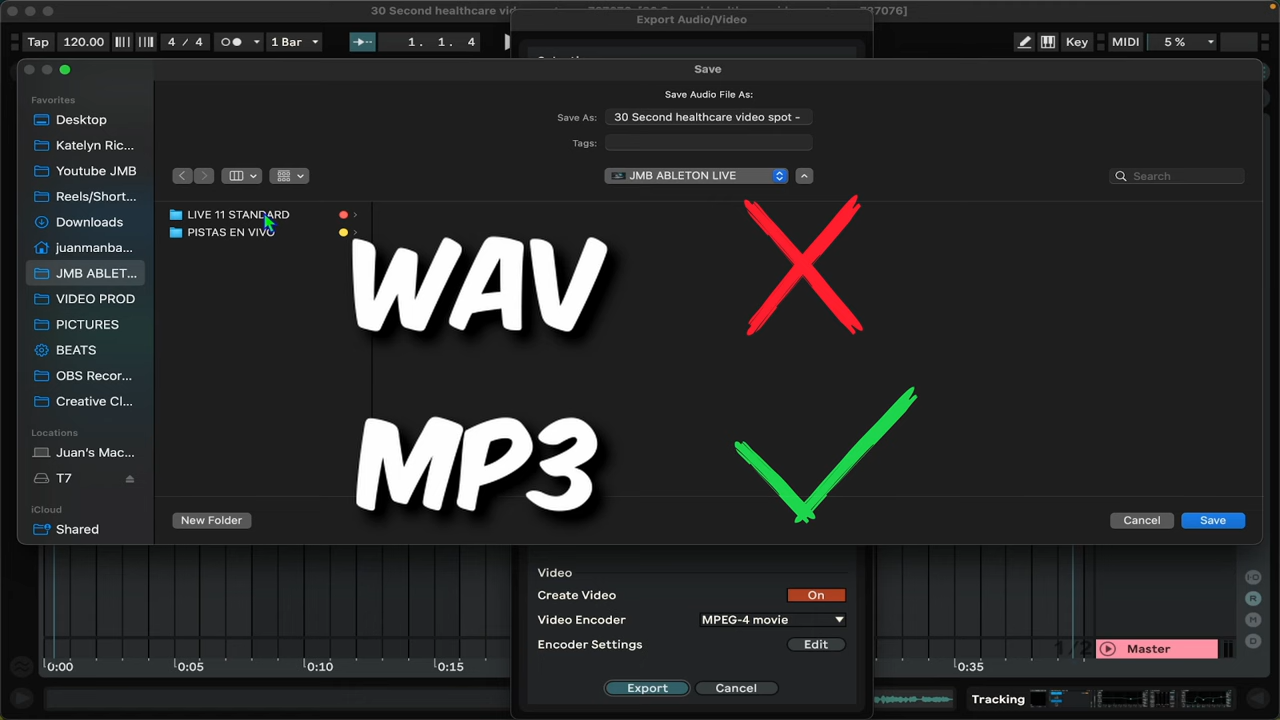 Export Audio/Video
Tap 120.00 4 / 4 1 Bar 1. 1. 4 Key MIDI 5 %
Save
Save Audio File As:
Save As: 30 Second healthcare video spot -
Tags:
JMB ABLETON LIVE
Search
Favorites
Desktop
Katelyn Ric...
Youtube JMB
Reels/Short...
Downloads
juanmanba...
JMB ABLET...
VIDEO PROD
PICTURES
BEATS
OBS Recor...
Creative Cl...
Locations
Juan's Mac...
T7
iCloud
Shared
LIVE 11 STANDARD
PISTAS EN VIVO
WAV
MP3
New Folder
Cancel
Save
Video
Create Video On
Video Encoder MPEG-4 movie
Encoder Settings Edit
Export Cancel
0:00 0:05 0:10 0:15 0:35
1/2
Master
I·O
R
M
D
Tracking